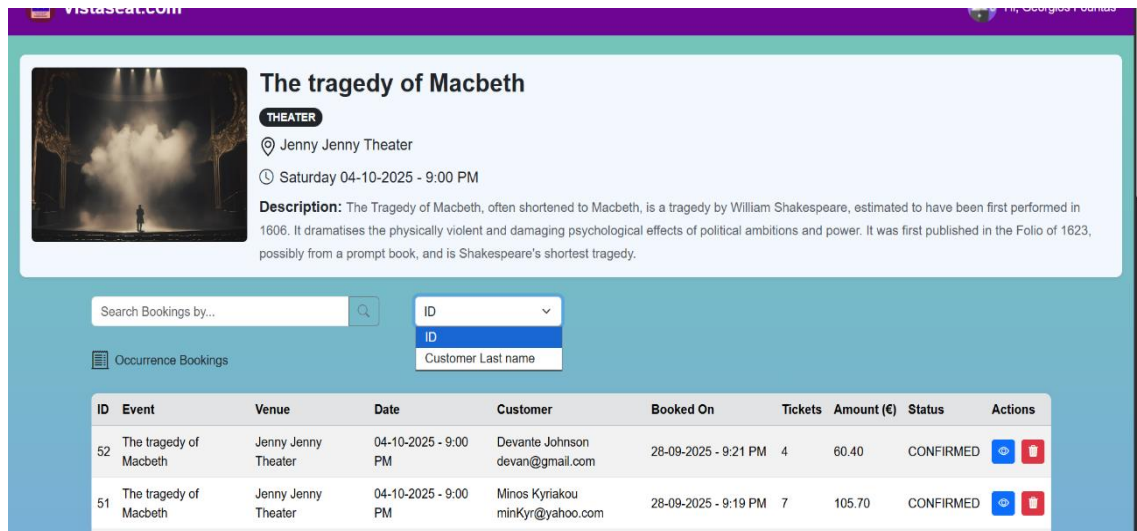 Vistaseat.com
Hi, Georgios Fountas
The tragedy of Macbeth
THEATER
Jenny Jenny Theater
Saturday 04-10-2025 - 9:00 PM
Description: The Tragedy of Macbeth, often shortened to Macbeth, is a tragedy by William Shakespeare, estimated to have been first performed in
1606. It dramatises the physically violent and damaging psychological effects of political ambitions and power. It was first published in the Folio of 1623,
possibly from a prompt book, and is Shakespeare's shortest tragedy.
Search Bookings by...
ID
ID
Customer Last name
Occurrence Bookings
ID Event Venue Date Customer Booked On Tickets Amount (€) Status Actions
52 The tragedy of Macbeth Jenny Jenny Theater 04-10-2025 - 9:00 PM Devante Johnson devan@gmail.com 28-09-2025 - 9:21 PM 4 60.40 CONFIRMED
51 The tragedy of Macbeth Jenny Jenny Theater 04-10-2025 - 9:00 PM Minos Kyriakou minKyr@yahoo.com 28-09-2025 - 9:19 PM 7 105.70 CONFIRMED